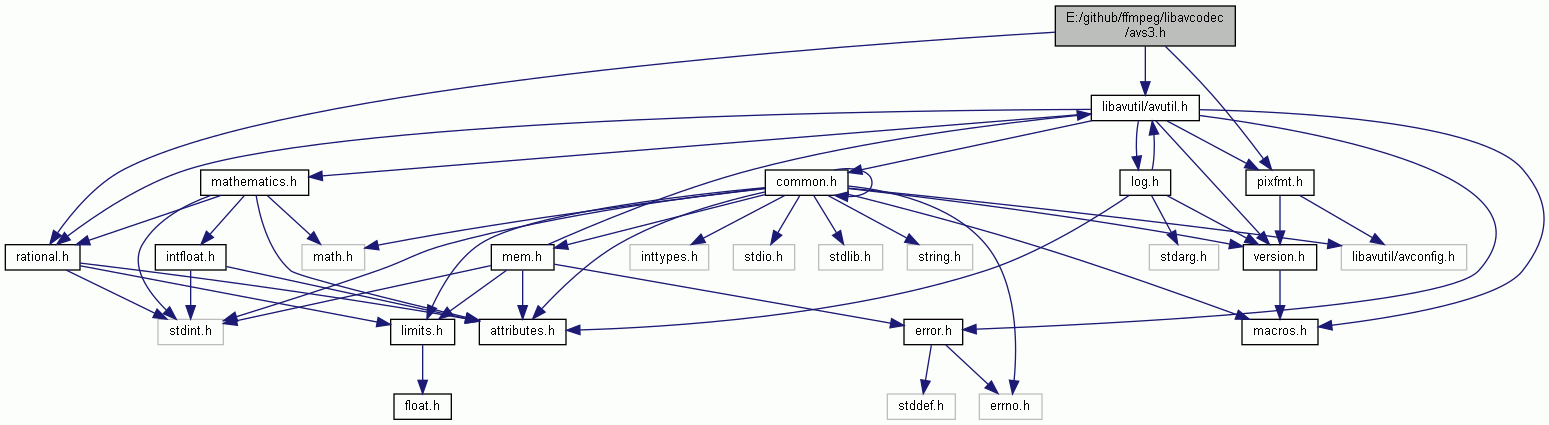 E:/github/ffmpeg/libavcodec
/avs3.h
libavutil/avutil.h
mathematics.h
common.h
log.h
pixfmt.h
rational.h
intfloat.h
math.h
mem.h
inttypes.h
stdio.h
stdlib.h
string.h
stdarg.h
version.h
libavutil/avconfig.h
stdint.h
limits.h
attributes.h
error.h
macros.h
float.h
stddef.h
errno.h